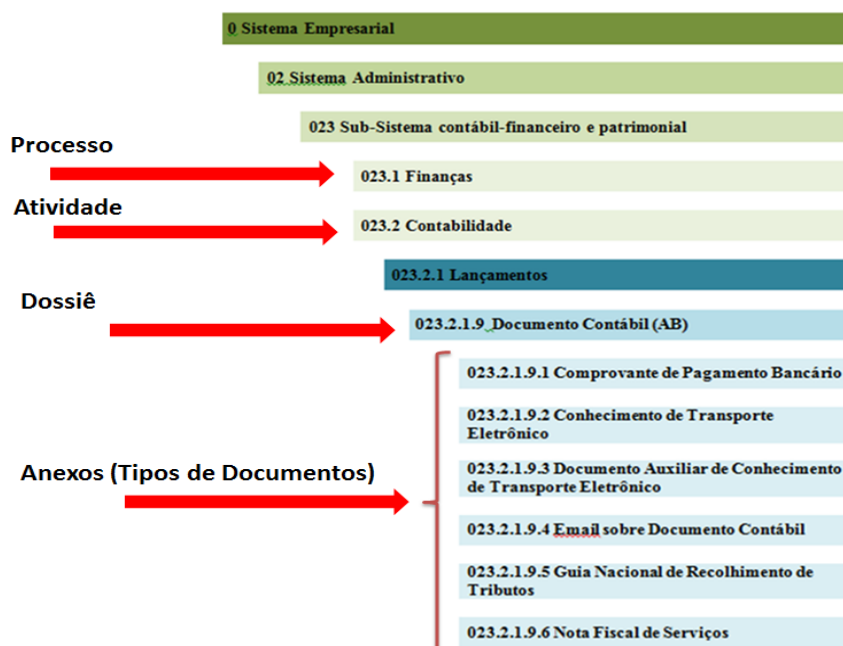 0 Sistema Empresarial
02 Sistema Administrativo
023 Sub-Sistema contábil-financeiro e patrimonial
Processo
023.1 Finanças
Atividade
023.2 Contabilidade
023.2.1 Lançamentos
Dossiê
023.2.1.9 Documento Contábil (AB)
023.2.1.9.1 Comprovante de Pagamento Bancário
023.2.1.9.2 Conhecimento de Transporte
Eletrônico
Anexos (Tipos de Documentos)
023.2.1.9.3 Documento Auxiliar de Conhecimento
de Transporte Eletrônico
023.2.1.9.4 Email sobre Documento Contábil
023.2.1.9.5 Guia Nacional de Recolhimento de
Tributos
023.2.1.9.6 Nota Fiscal de Serviços